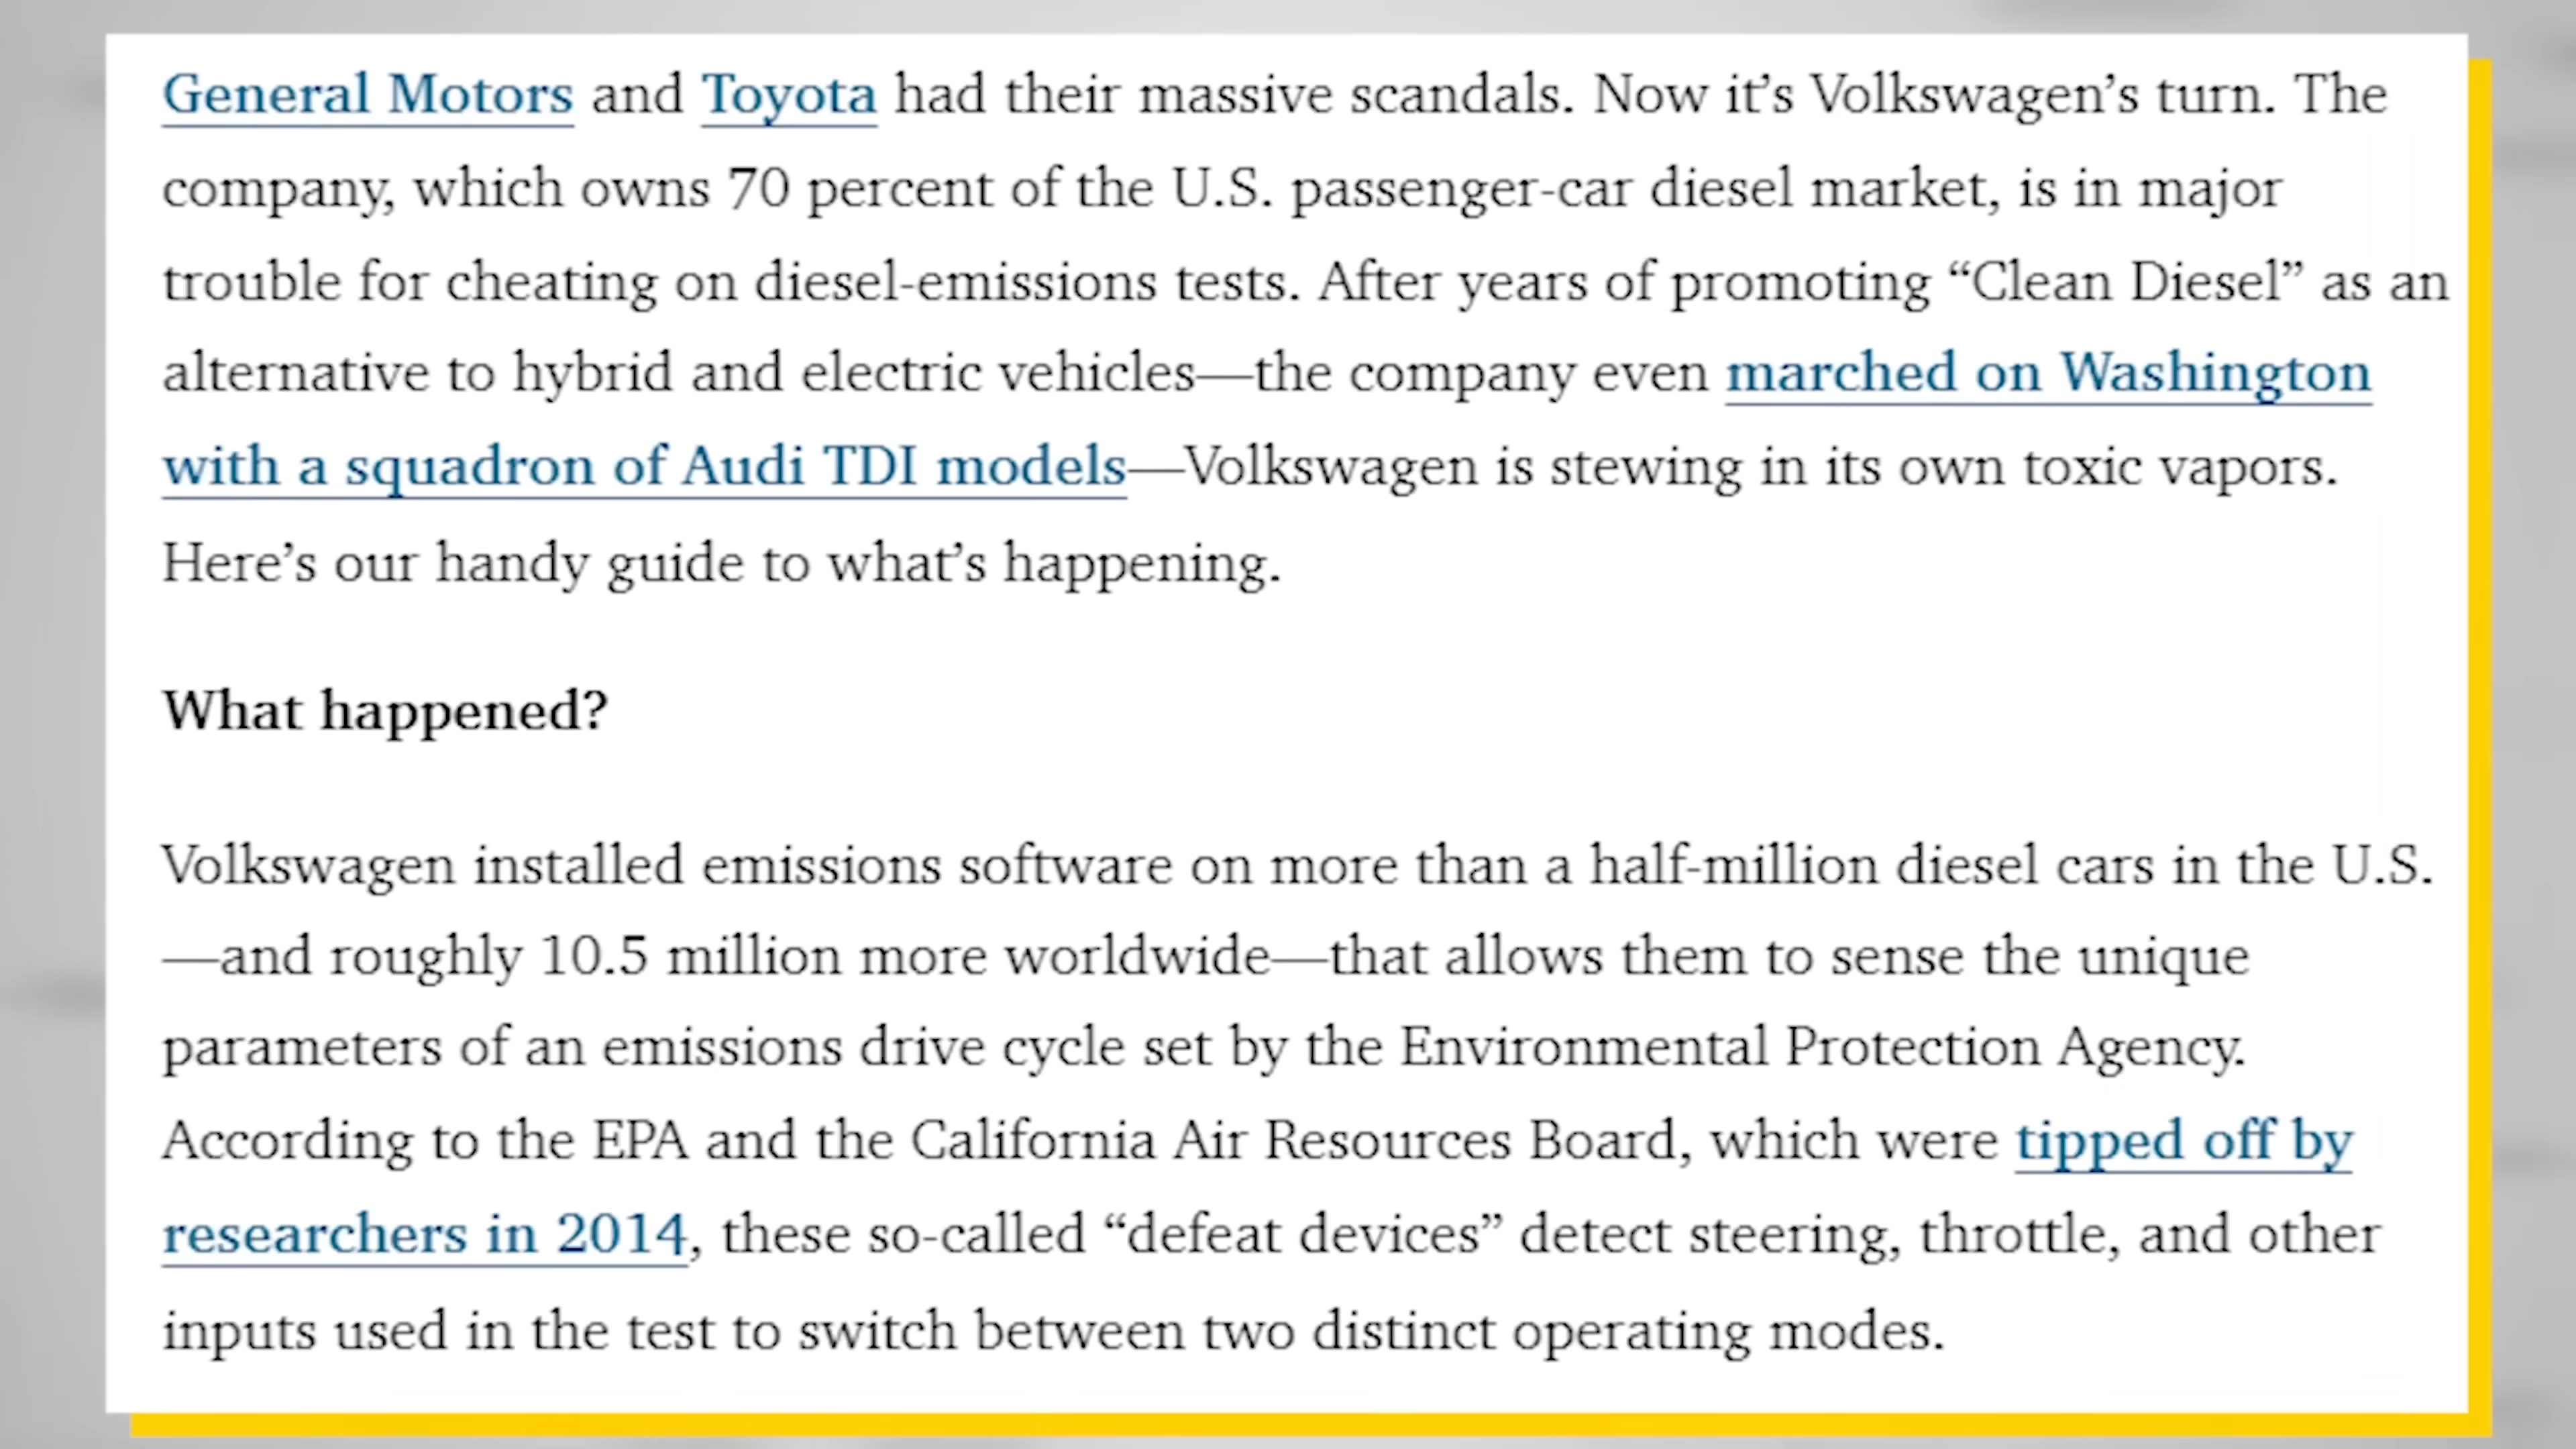 General Motors and Toyota had their massive scandals. Now it’s Volkswagen’s turn. The
company, which owns 70 percent of the U.S. passenger-car diesel market, is in major
trouble for cheating on diesel-emissions tests. After years of promoting “Clean Diesel” as an
alternative to hybrid and electric vehicles—the company even marched on Washington
with a squadron of Audi TDI models—Volkswagen is stewing in its own toxic vapors.
Here’s our handy guide to what’s happening.
What happened?
Volkswagen installed emissions software on more than a half-million diesel cars in the U.S.
—and roughly 10.5 million more worldwide—that allows them to sense the unique
parameters of an emissions drive cycle set by the Environmental Protection Agency.
According to the EPA and the California Air Resources Board, which were tipped off by
researchers in 2014, these so-called “defeat devices” detect steering, throttle, and other
inputs used in the test to switch between two distinct operating modes.